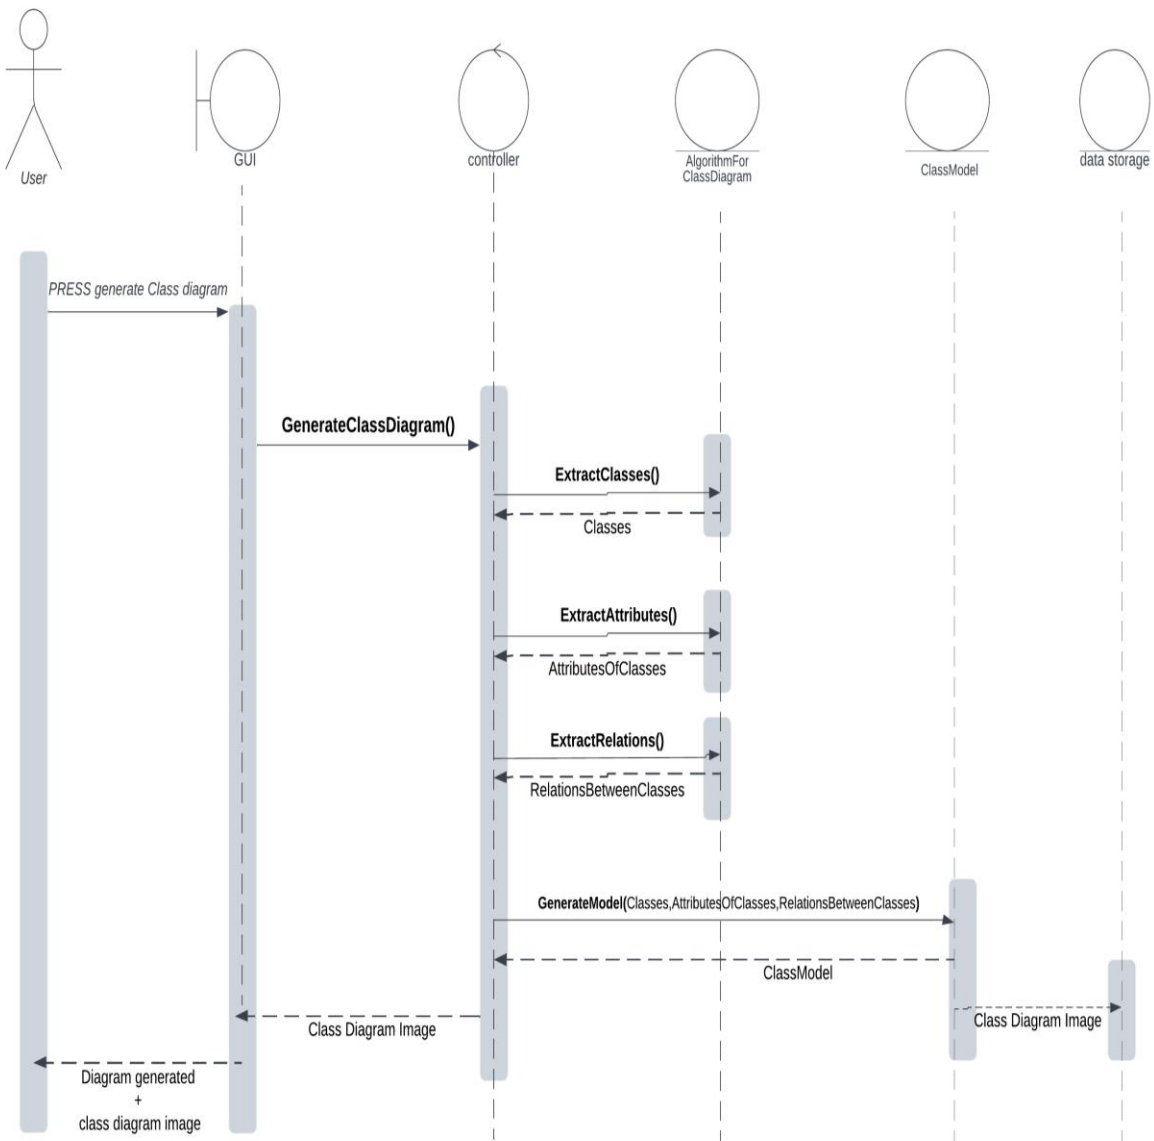 User
GUI
controller
AlgorithmFor
ClassDiagram
ClassModel
data storage
PRESS generate Class diagram
GenerateClassDiagram()
ExtractClasses()
Classes
ExtractAttributes()
AttributesOfClasses
ExtractRelations()
RelationsBetweenClasses
GenerateModel(Classes,AttributesOfClasses,RelationsBetweenClasses)
ClassModel
Class Diagram Image
Class Diagram Image
Diagram generated
+
class diagram image